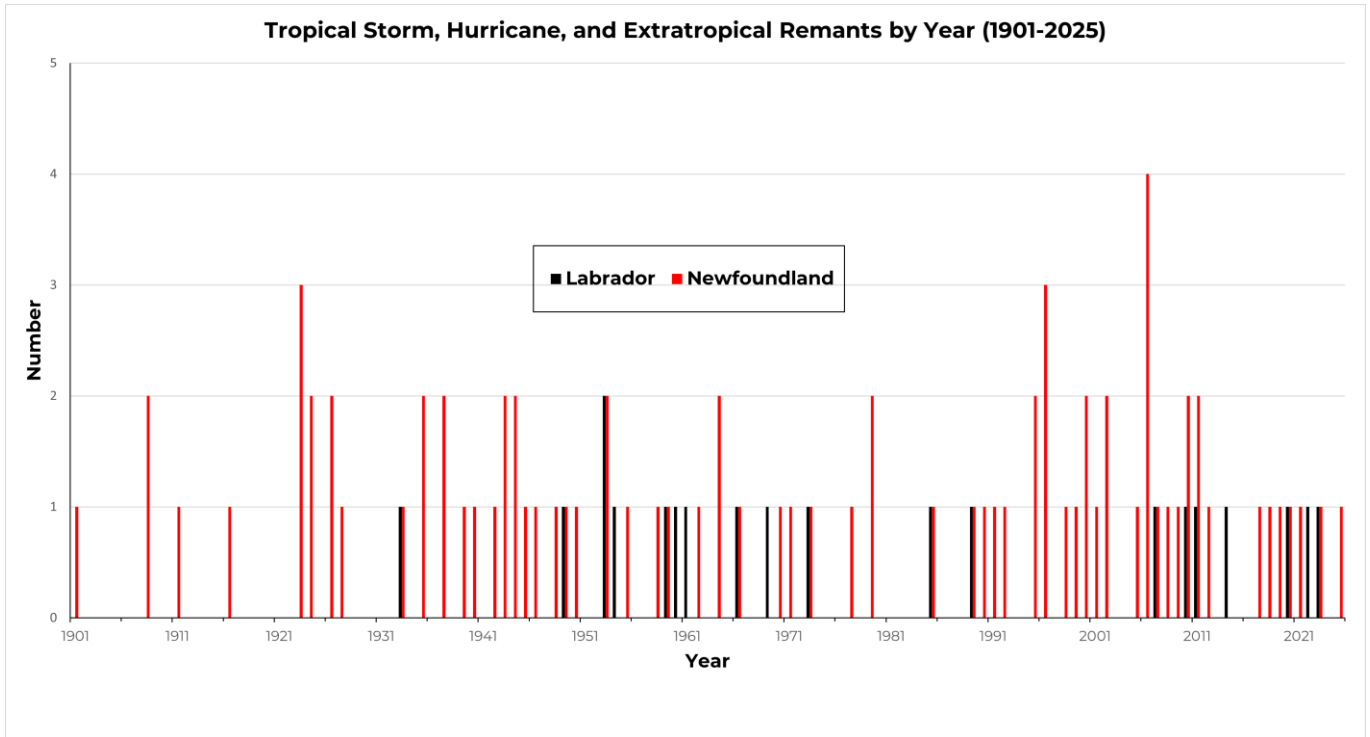 Tropical Storm, Hurricane, and Extratropical Remants by Year (1901-2025)
5
4
3
2
1
0
Number
Labrador Newfoundland
1901 1911 1921 1931 1941 1951 1961 1971 1981 1991 2001 2011 2021
Year